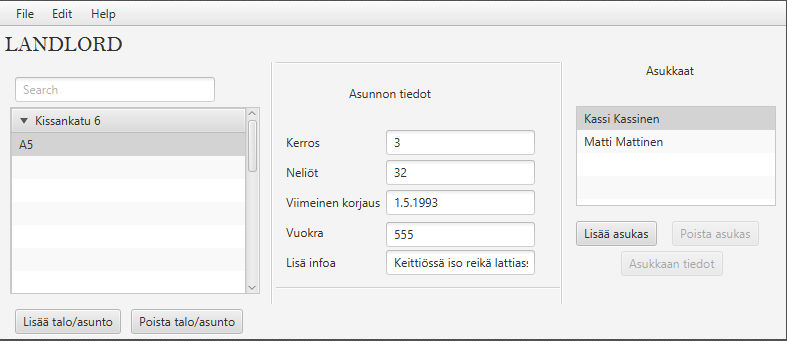 File Edit Help
LANDLORD
Search
Kissankatu 6
A5
Lisää talo/asunto Poista talo/asunto
Asunnon tiedot
Kerros 3
Neliöt 32
Viimeinen korjaus 1.5.1993
Vuokra 555
Lisä infoa Keittiössä iso reikä lattias
Asukkaat
Kassi Kassinen
Matti Mattinen
Lisää asukas Poista asukas
Asukkaan tiedot